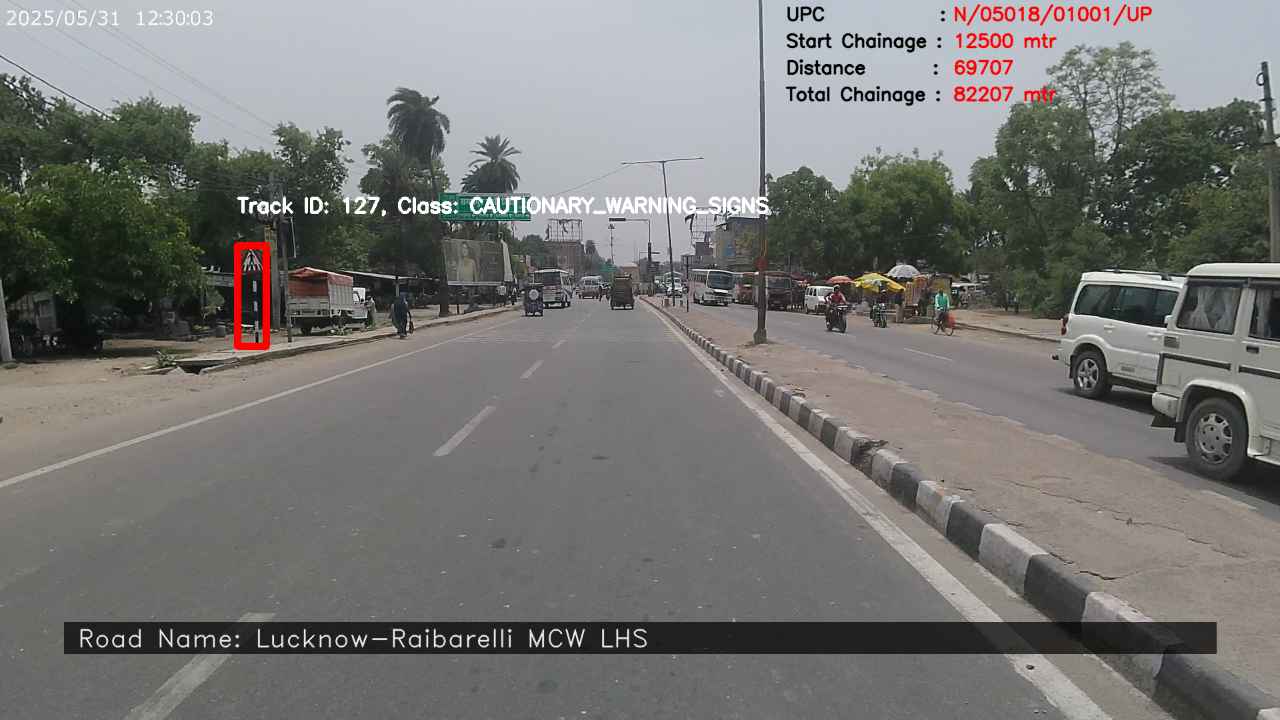 2025/05/31 12:30:03
UPC : N/05018/01001/UP
Start Chainage : 12500 mtr
Distance : 69707
Total Chainage : 82207 mtr
Track ID: 127, Class: CAUTIONARY_WARNING_SIGNS
Road Name: Lucknow-Raibarelli MCW LHS